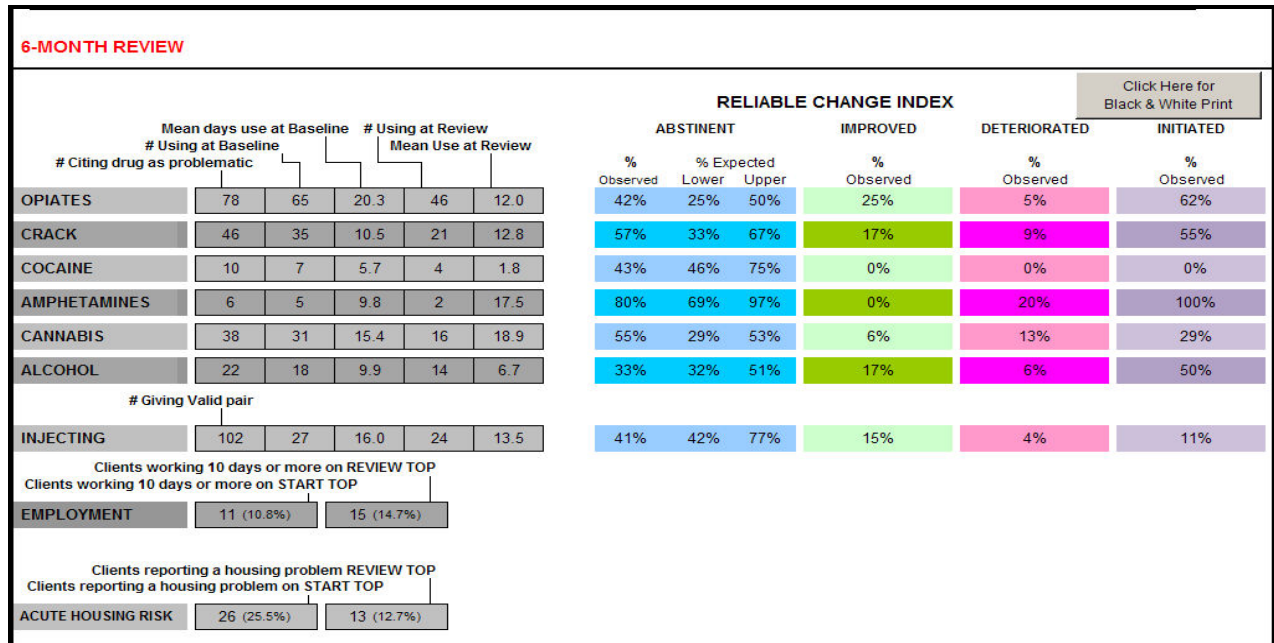 6-MONTH REVIEW
Click Here for
Black & White Print
RELIABLE CHANGE INDEX
Mean days use at Baseline # Using at Review
ABSTINENT IMPROVED DETERIORATED INITIATED
# Using at Baseline Mean Use at Review
# Citing drug as problematic
% % Expected % % %
Observed Lower Upper Observed Observed Observed
OPIATES 78 65 20.3 46 12.0 42% 25% 50% 25% 5% 62%
CRACK 46 35 10.5 21 12.8 57% 33% 67% 17% 9% 55%
COCAINE 10 7 5.7 4 1.8 43% 46% 75% 0% 0% 0%
AMPHETAMINES 6 5 9.8 2 17.5 80% 69% 97% 0% 20% 100%
CANNABIS 38 31 15.4 16 18.9 55% 29% 53% 6% 13% 29%
ALCOHOL 22 18 9.9 14 6.7 33% 32% 51% 17% 6% 50%
# Giving Valid pair
INJECTING 102 27 16.0 24 13.5 41% 42% 77% 15% 4% 11%
Clients working 10 days or more on REVIEW TOP
Clients working 10 days or more on START TOP
EMPLOYMENT 11 (10.8%) 15 (14.7%)
Clients reporting a housing problem REVIEW TOP
Clients reporting a housing problem on START TOP
ACUTE HOUSING RISK 26 (25.5%) 13 (12.7%)